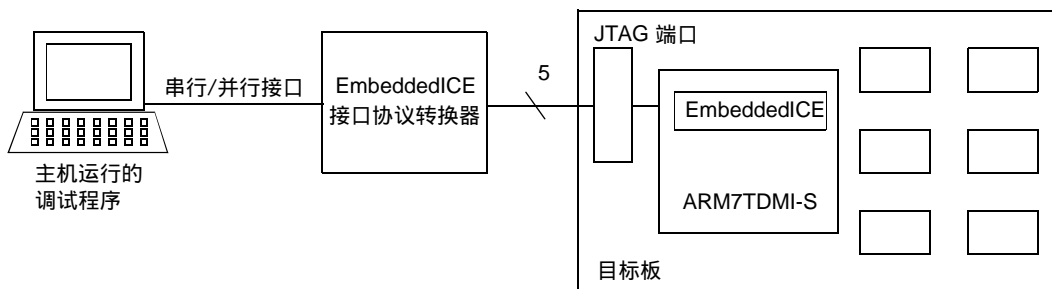 JTAG 端口
串行/并行接口
EmbeddedICE
接口协议转换器
5
EmbeddedICE
ARM7TDMI-S
主机运行的
调试程序
目标板